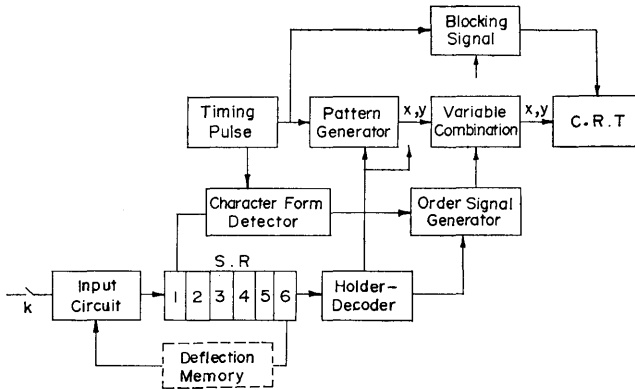 Blocking
Signal
Timing
Pulse
Pattern
Generator
x,y
Variable
Combination
x,y
C.R.T
Character Form
Detector
Order Signal
Generator
S.R
k
Input
Circuit
1 2 3 4 5 6
Holder-
Decoder
Deflection
Memory